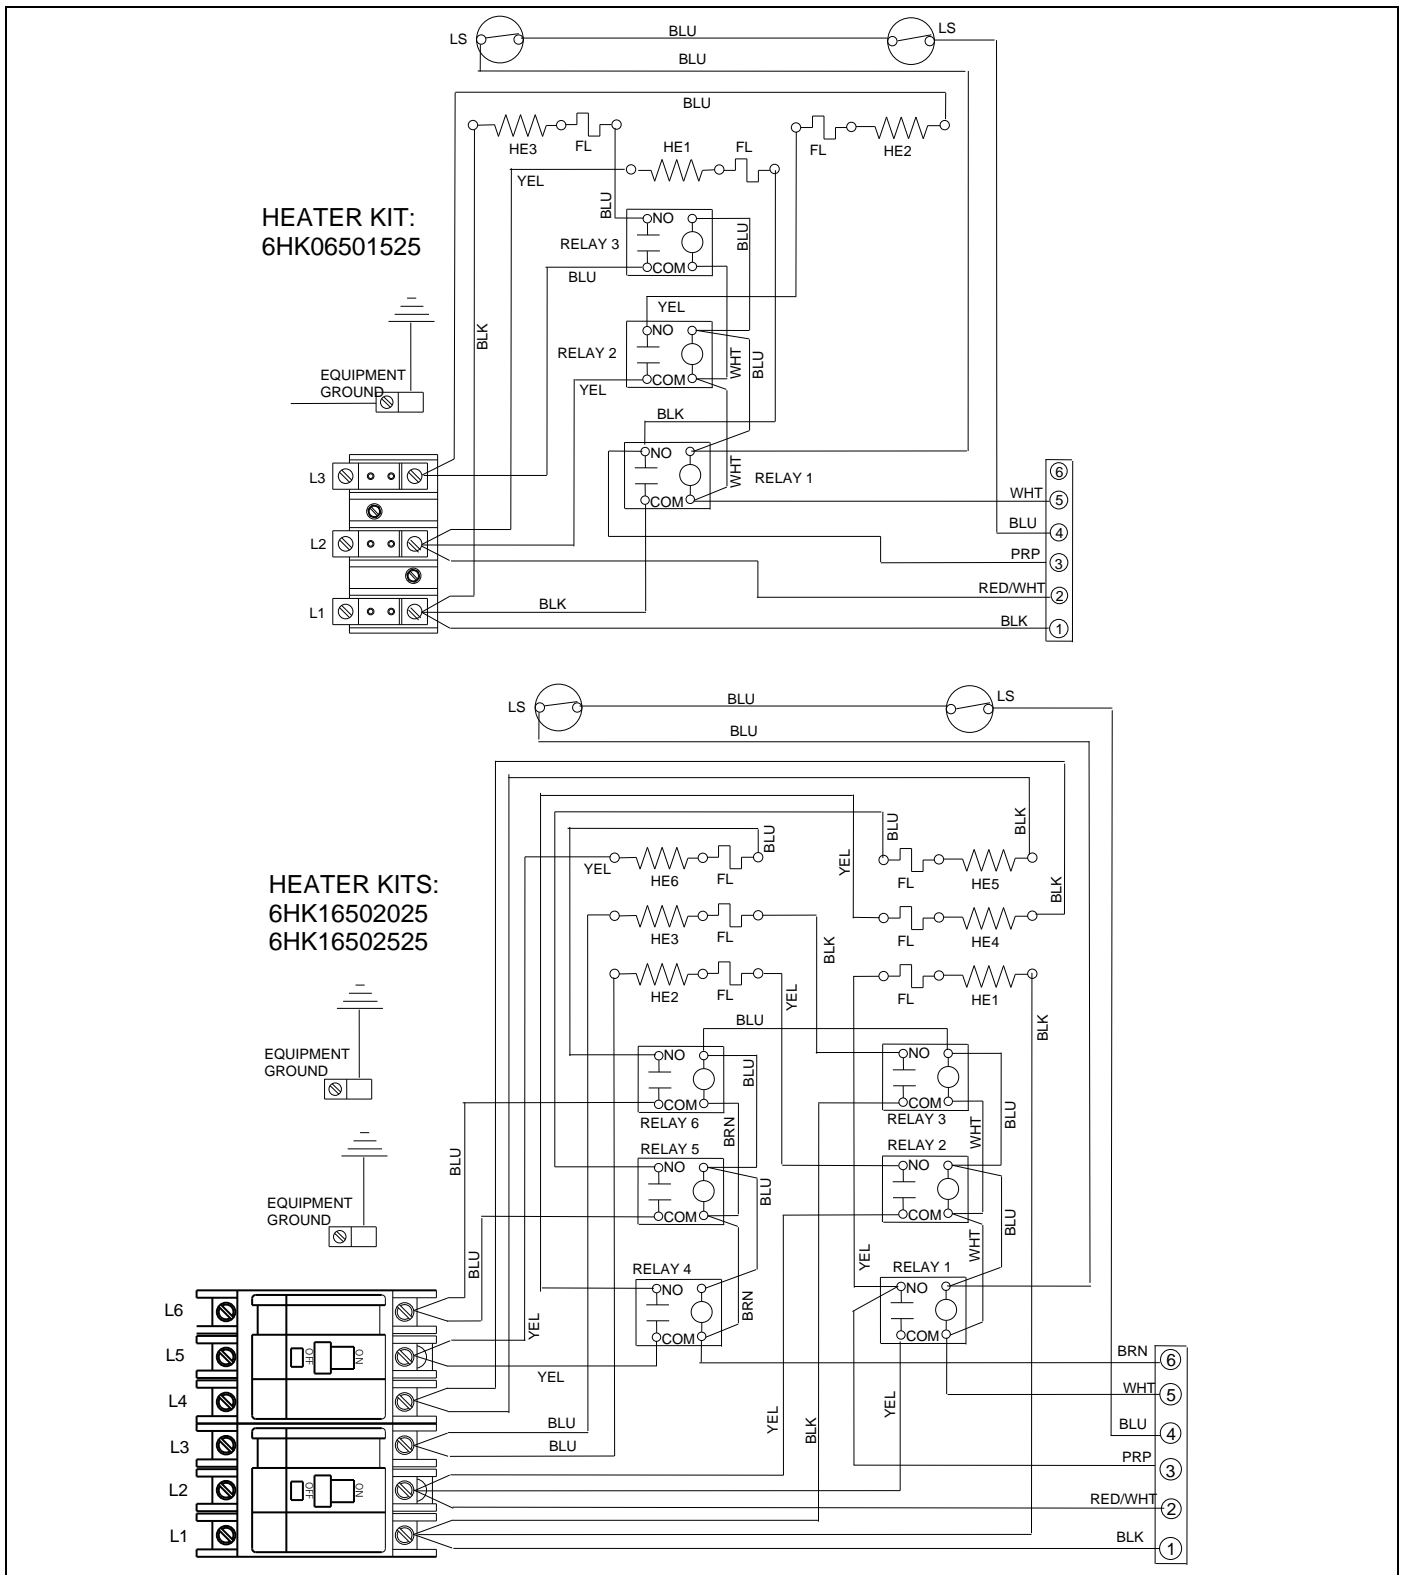 LS
BLU
LS
BLU
BLU
HE3
FL
HE1
FL
FL
HE2
YEL
HEATER KIT:
6HK06501525
BLU
NO
RELAY 3
COM
BLU
BLU
YEL
BLK
NO
RELAY 2
COM
YEL
WHT
BLU
EQUIPMENT
GROUND
BLK
NO
RELAY 1
COM
WHT
L3
L2
L1
BLK
6
WHT 5
BLU 4
PRP 3
RED/WHT 2
BLK 1
LS
BLU
LS
BLU
BLU
BLU
BLK
YEL
HE6
FL
YEL
FL
HE5
BLK
HEATER KITS:
6HK16502025
6HK16502525
HE3
FL
BLK
FL
HE4
HE2
FL
YEL
FL
HE1
BLU
BLK
EQUIPMENT
GROUND
NO
COM
RELAY 6
BLU
BRN
NO
COM
RELAY 3
BLU
WHT
BLU
RELAY 5
NO
COM
BLU
RELAY 2
NO
COM
BLU
WHT
EQUIPMENT
GROUND
BLU
YEL
RELAY 4
NO
COM
BRN
RELAY 1
NO
COM
L6
L5
OFF
ON
L4
YEL
YEL
L3
BLU
BLU
YEL
BLK
YEL
L2
OFF
ON
L1
BRN 6
WHT 5
BLU 4
PRP 3
RED/WHT 2
BLK 1